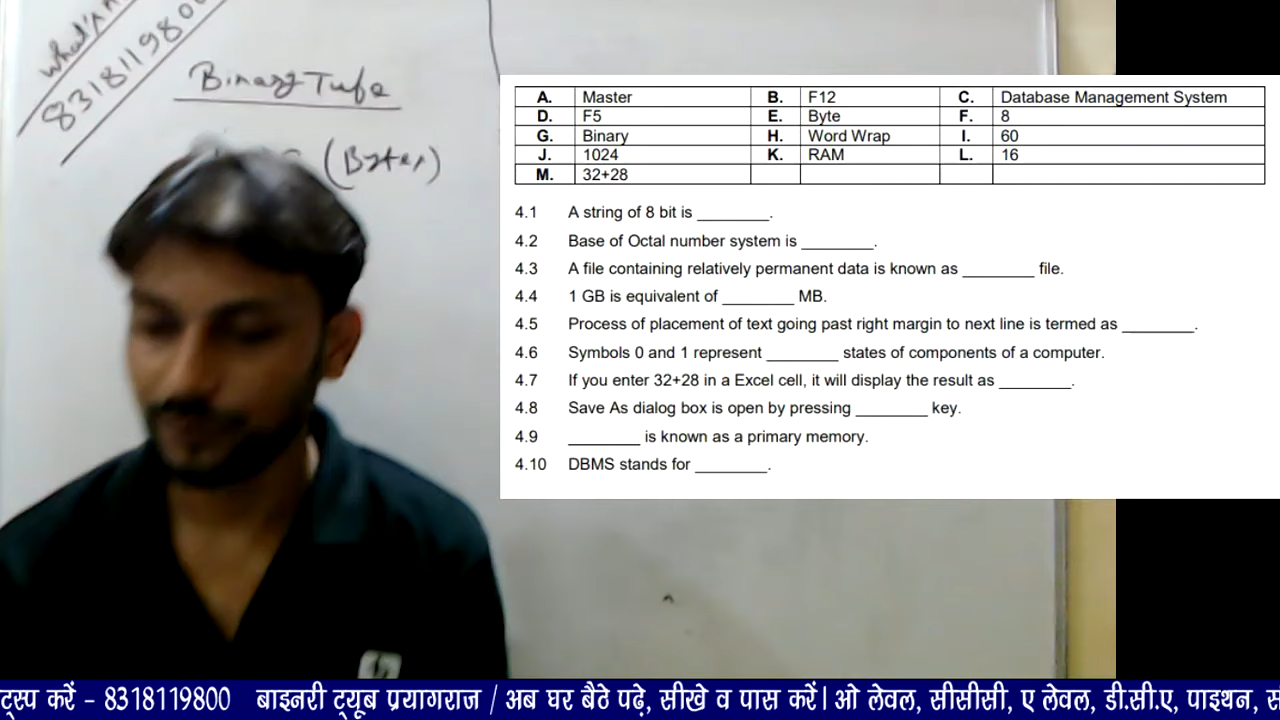 what's A
8318119800
Binary Tube
(Bytes)
A. Master B. F12 C. Database Management System
D. F5 E. Byte F. 8
G. Binary H. Word Wrap I. 60
J. 1024 K. RAM L. 16
M. 32+28
4.1 A string of 8 bit is ________.
4.2 Base of Octal number system is ________.
4.3 A file containing relatively permanent data is known as ________ file.
4.4 1 GB is equivalent of ________ MB.
4.5 Process of placement of text going past right margin to next line is termed as ________.
4.6 Symbols 0 and 1 represent ________ states of components of a computer.
4.7 If you enter 32+28 in a Excel cell, it will display the result as ________.
4.8 Save As dialog box is open by pressing ________ key.
4.9 ________ is known as a primary memory.
4.10 DBMS stands for ________.
ट्स्प करें – 8318119800 बाइनरी ट्यूब प्रयागराज / अब घर बैठे पढ़े, सीखे व पास करें। ओ लेवल, सीसीसी, ए लेवल, डी.सी.ए, पाइथन, स